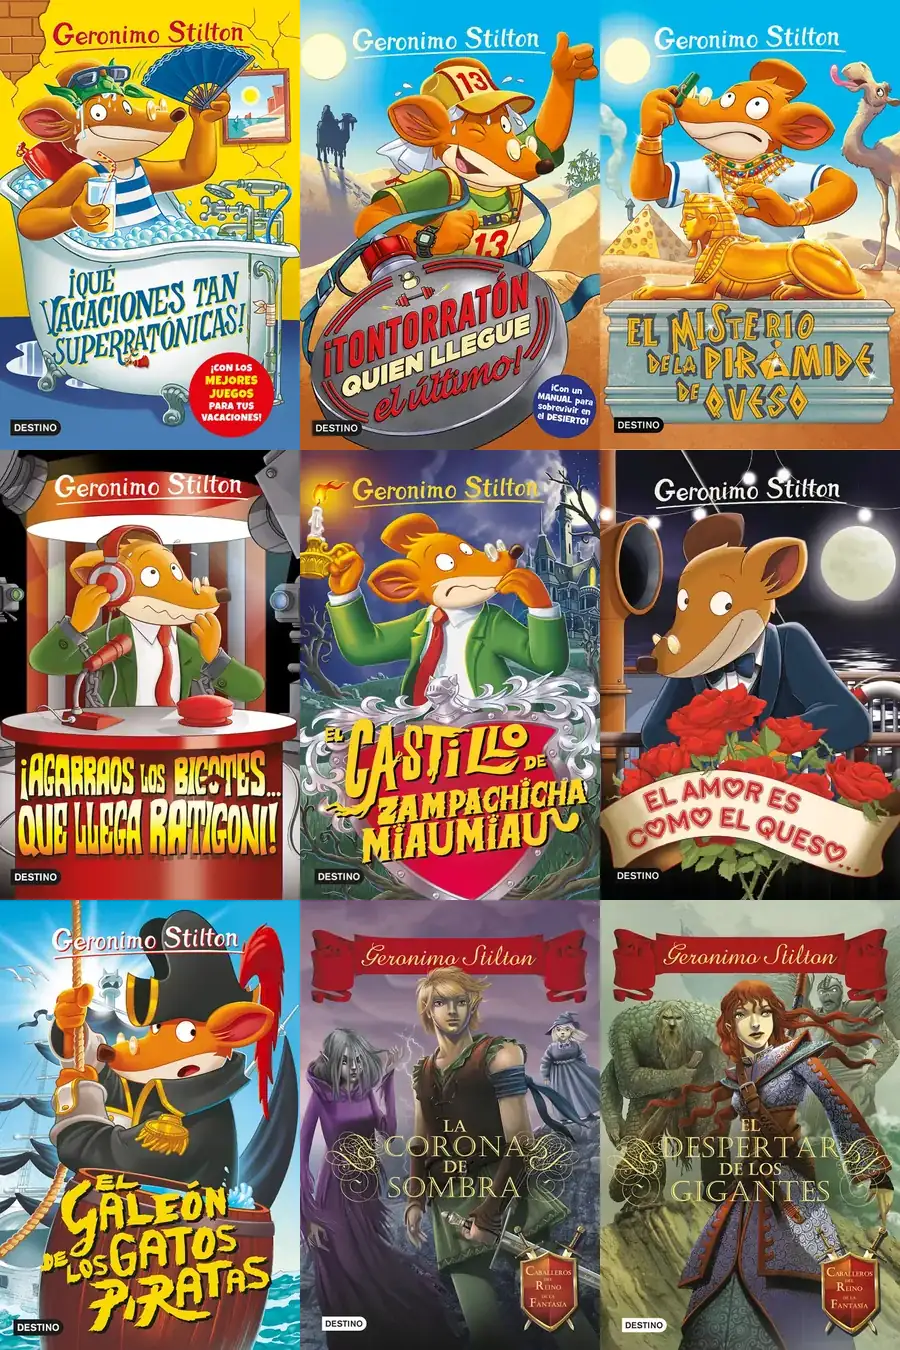 Geronimo Stilton
¡QUÉ
VACACIONES TAN
SUPERRATÓNICAS!
¡CON LOS
MEJORES
JUEGOS
PARA TUS
VACACIONES!
DESTINO
Geronimo Stilton
13
13
¡TONTORRATÓN
QUIEN LLEGUE
el último!
¡Con un
MANUAL para
sobrevivir en
el DESIERTO!
DESTINO
Geronimo Stilton
EL MISTERIO
DE LA PIRÁMIDE
DE QUESO
DESTINO
Geronimo Stilton
¡AGARRAOS LOS BIGOTES...
QUE LLEGA RATIGONI!
DESTINO
Geronimo Stilton
EL
CASTILLO
DE
ZAMPACHICHA
MIAUMIAU
DESTINO
Geronimo Stilton
EL AMOR ES
COMO EL QUESO...
DESTINO
Geronimo Stilton
EL
GALEÓN
DE
LOS GATOS
PIRATAS
DESTINO
Geronimo Stilton
LA
CORONA
DE
SOMBRA
CABALLEROS
DEL
REINO
DE LA
FANTASÍA
DESTINO
Geronimo Stilton
EL
DESPERTAR
DE LOS
GIGANTES
CABALLEROS
DEL
REINO
DE LA
FANTASÍA
DESTINO